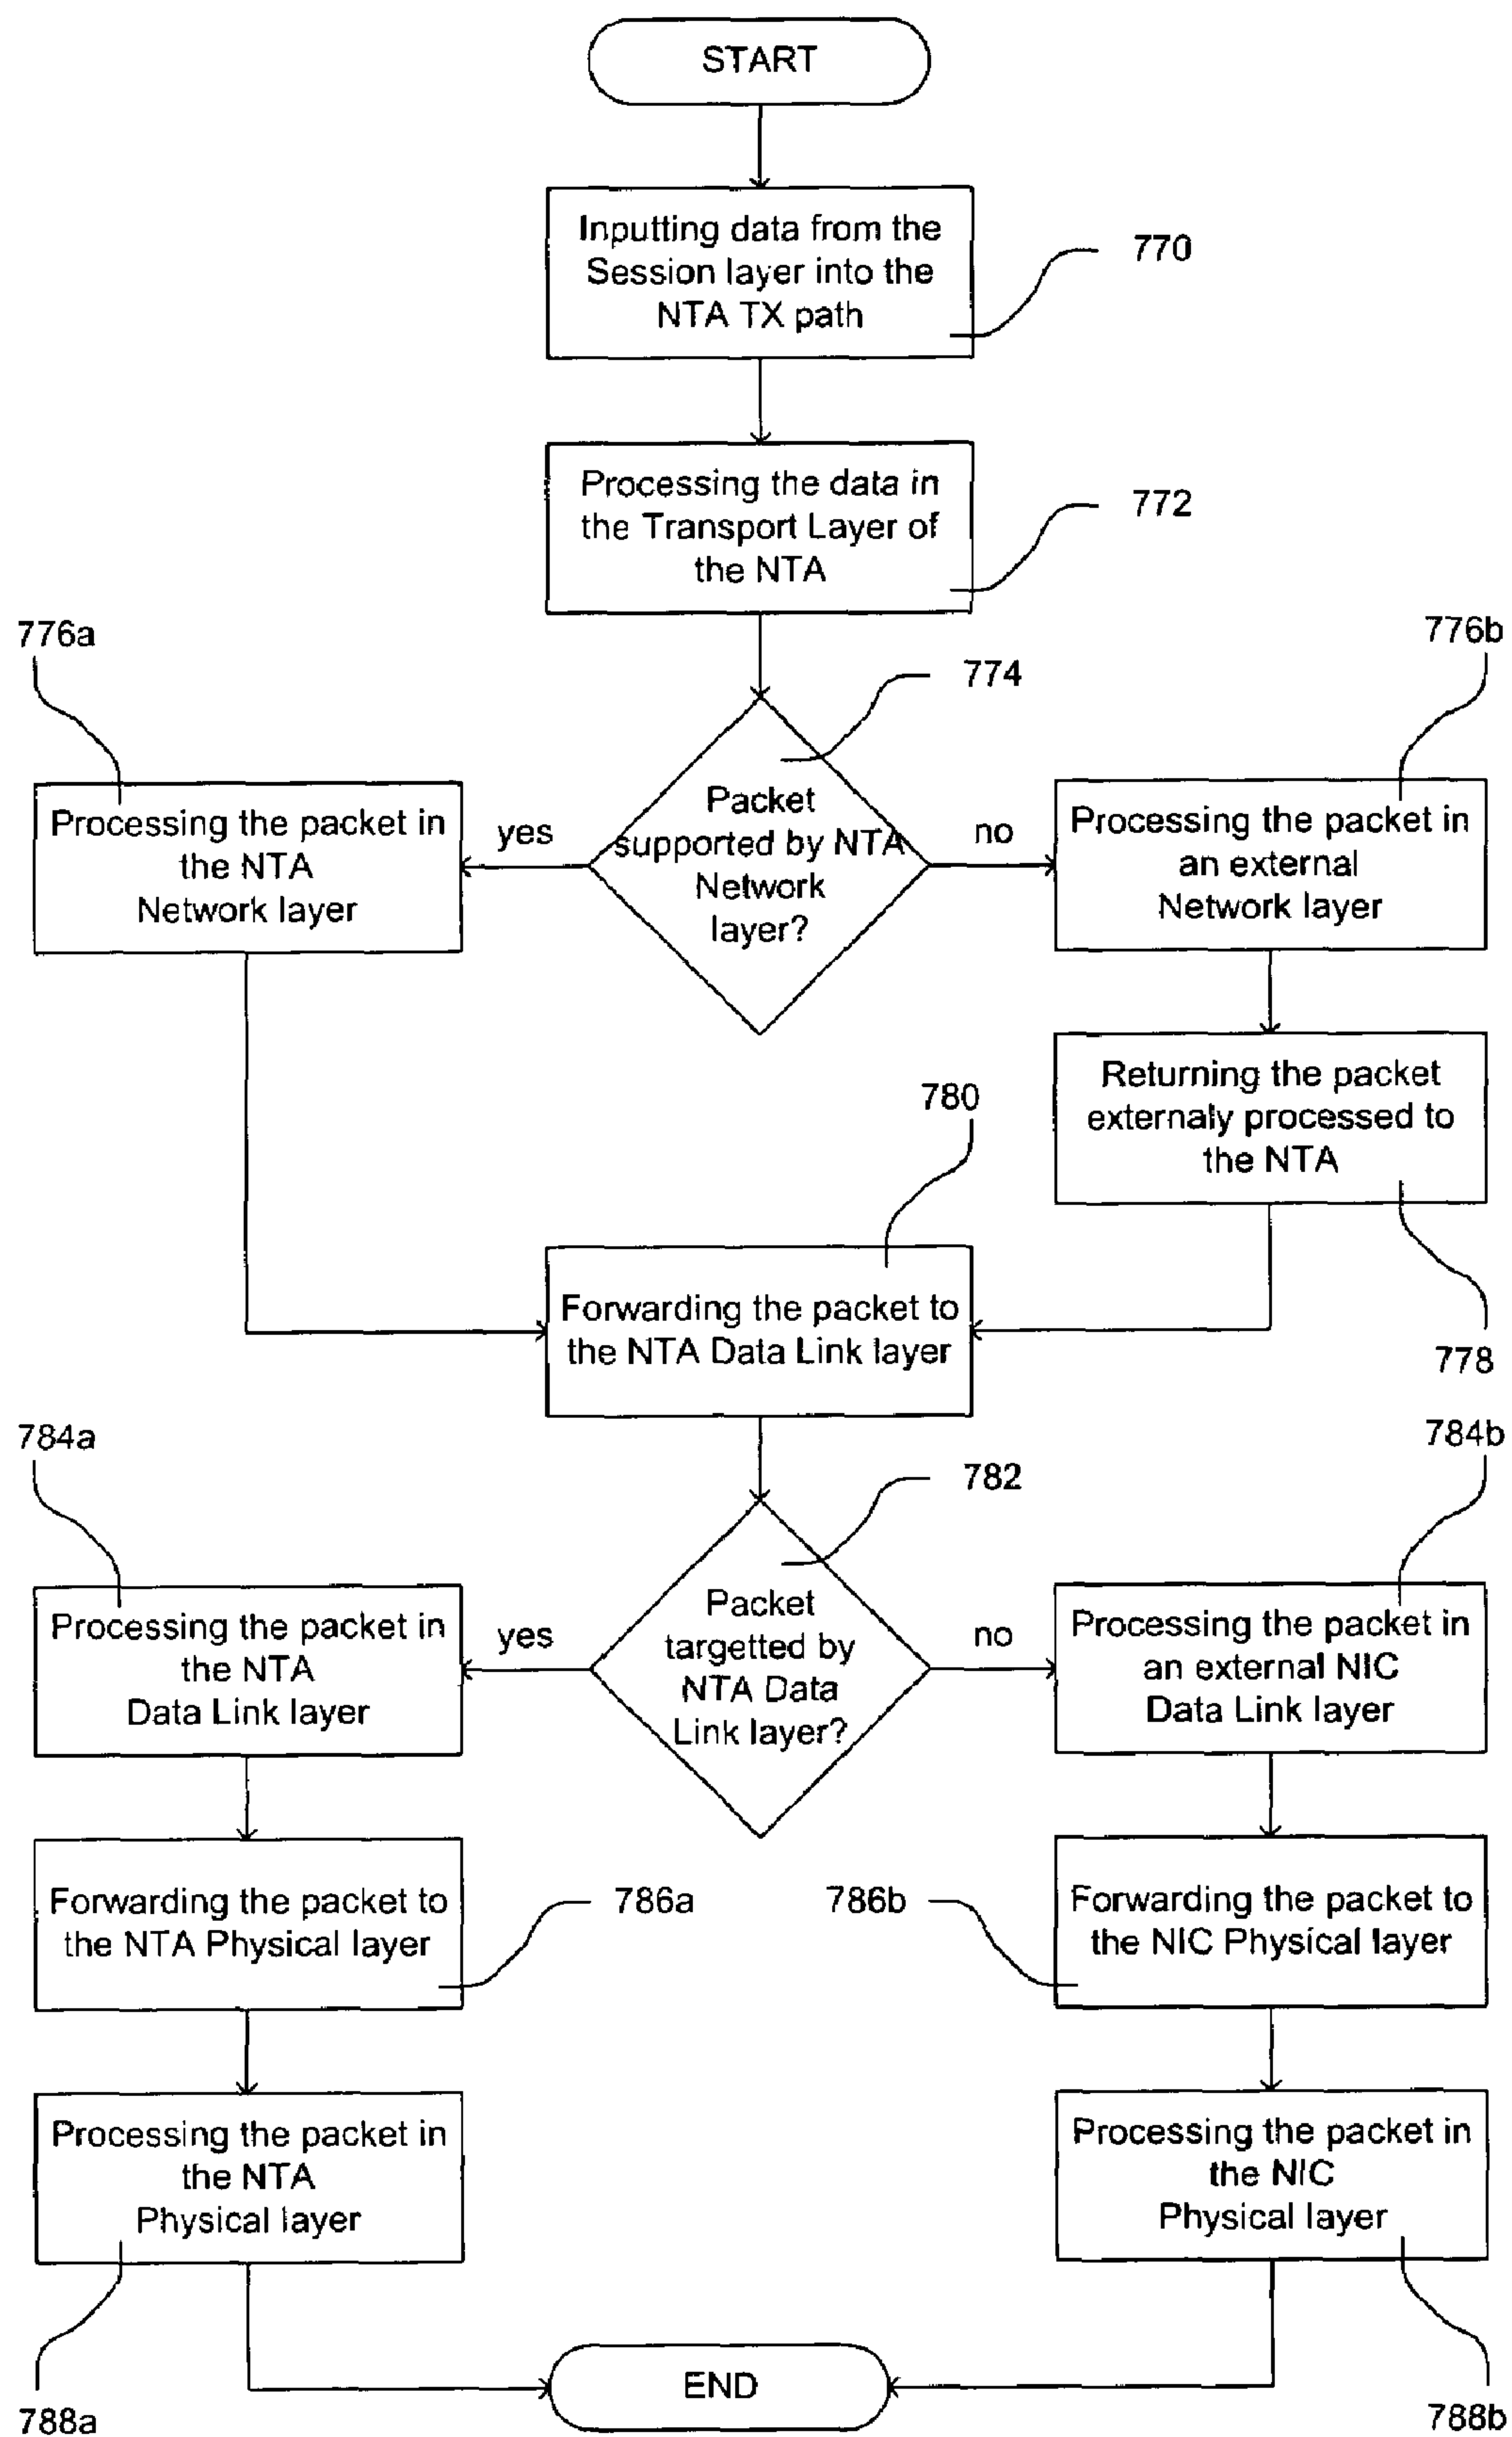 START
Inputting data from the
Session layer into the
NTA TX path
770
Processing the data in
the Transport Layer of
the NTA
772
776a
776b
774
Processing the packet in
the NTA
Network layer
yes
Packet
supported by NTA
Network
layer?
no
Processing the packet in
an external
Network layer
Returning the packet
externaly processed to
the NTA
780
778
Forwarding the packet to
the NTA Data Link layer
784a
784b
782
Processing the packet in
the NTA
Data Link layer
yes
Packet
targetted by
NTA Data
Link layer?
no
Processing the packet in
an external NIC
Data Link layer
Forwarding the packet to
the NTA Physical layer
786a
786b
Forwarding the packet to
the NIC Physical layer
Processing the packet in
the NTA
Physical layer
Processing the packet in
the NIC
Physical layer
END
788a
788b